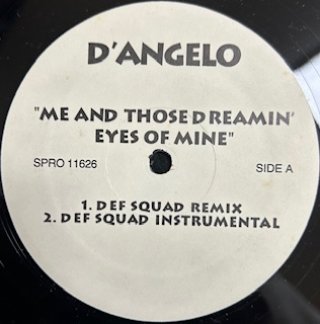 D'ANGELO
"ME AND THOSE DREAMIN'
EYES OF MINE"
SPRO 11626
SIDE A
1. DEF SQUAD REMIX
2. DEF SQUAD INSTRUMENTAL